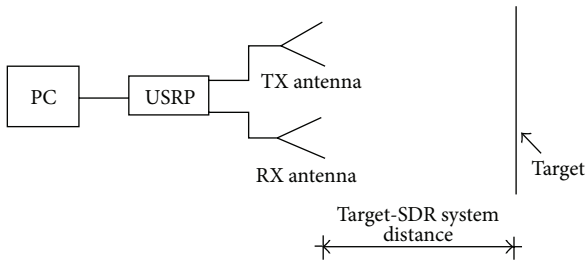 PC
USRP
TX antenna
RX antenna
Target
Target-SDR system
distance